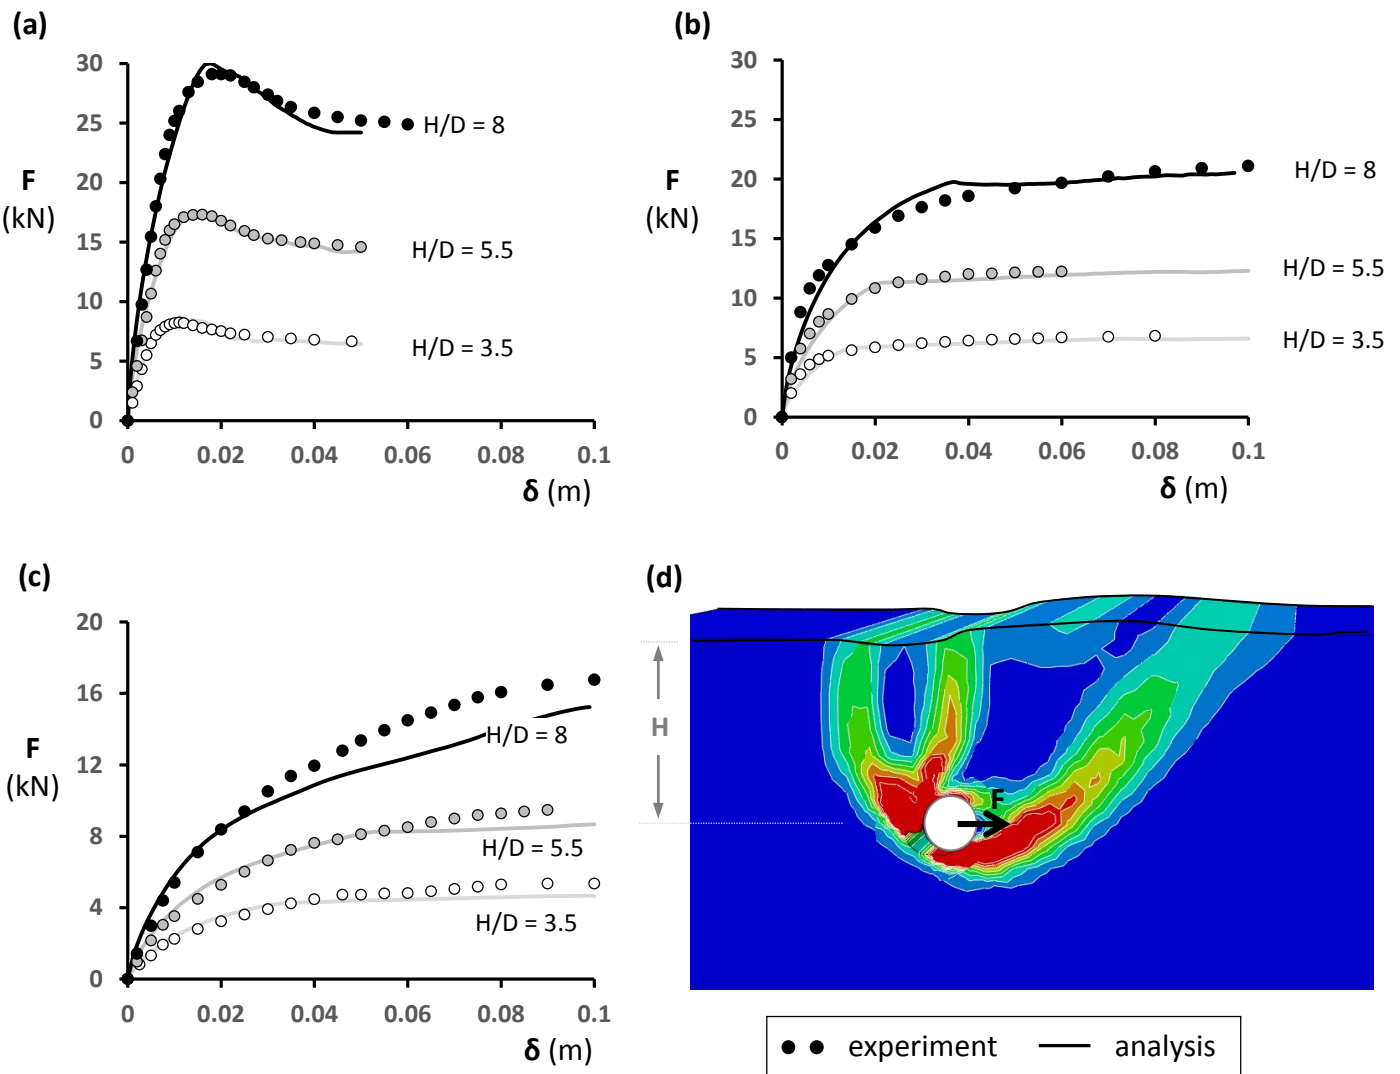 (a)
30
25
20
15
10
5
0
F
(kN)
H/D = 8
H/D = 5.5
H/D = 3.5
0 0.02 0.04 0.06 0.08 0.1
δ (m)
(b)
30
25
20
15
10
5
0
F
(kN)
H/D = 8
H/D = 5.5
H/D = 3.5
0 0.02 0.04 0.06 0.08 0.1
δ (m)
(c)
20
16
12
8
4
0
F
(kN)
H/D = 8
H/D = 5.5
H/D = 3.5
0 0.02 0.04 0.06 0.08 0.1
δ (m)
(d)
H
F
experiment analysis